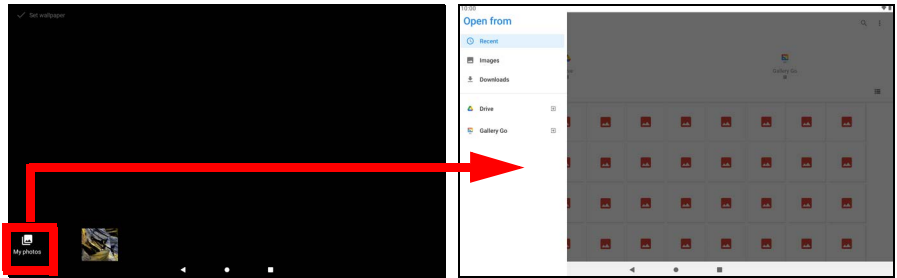 Set wallpaper
My photos
10:00
Open from
Recent
Images
Downloads
Drive
Gallery Go
Gallery Go